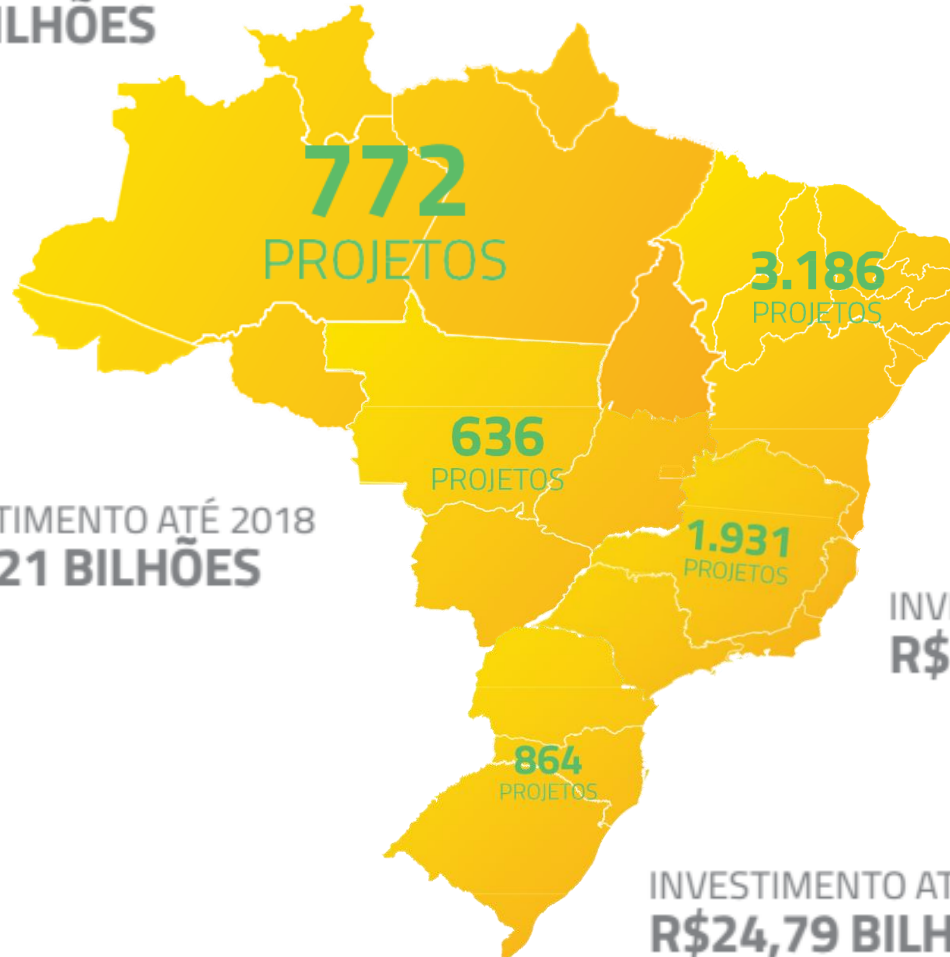 ILHÕES
772
PROJETOS
3.186
PROJETOS
636
PROJETOS
TIMENTO ATÉ 2018
21 BILHÕES
1.931
PROJETOS
INV
R$
864
PROJETOS
INVESTIMENTO AT
R$24,79 BILH